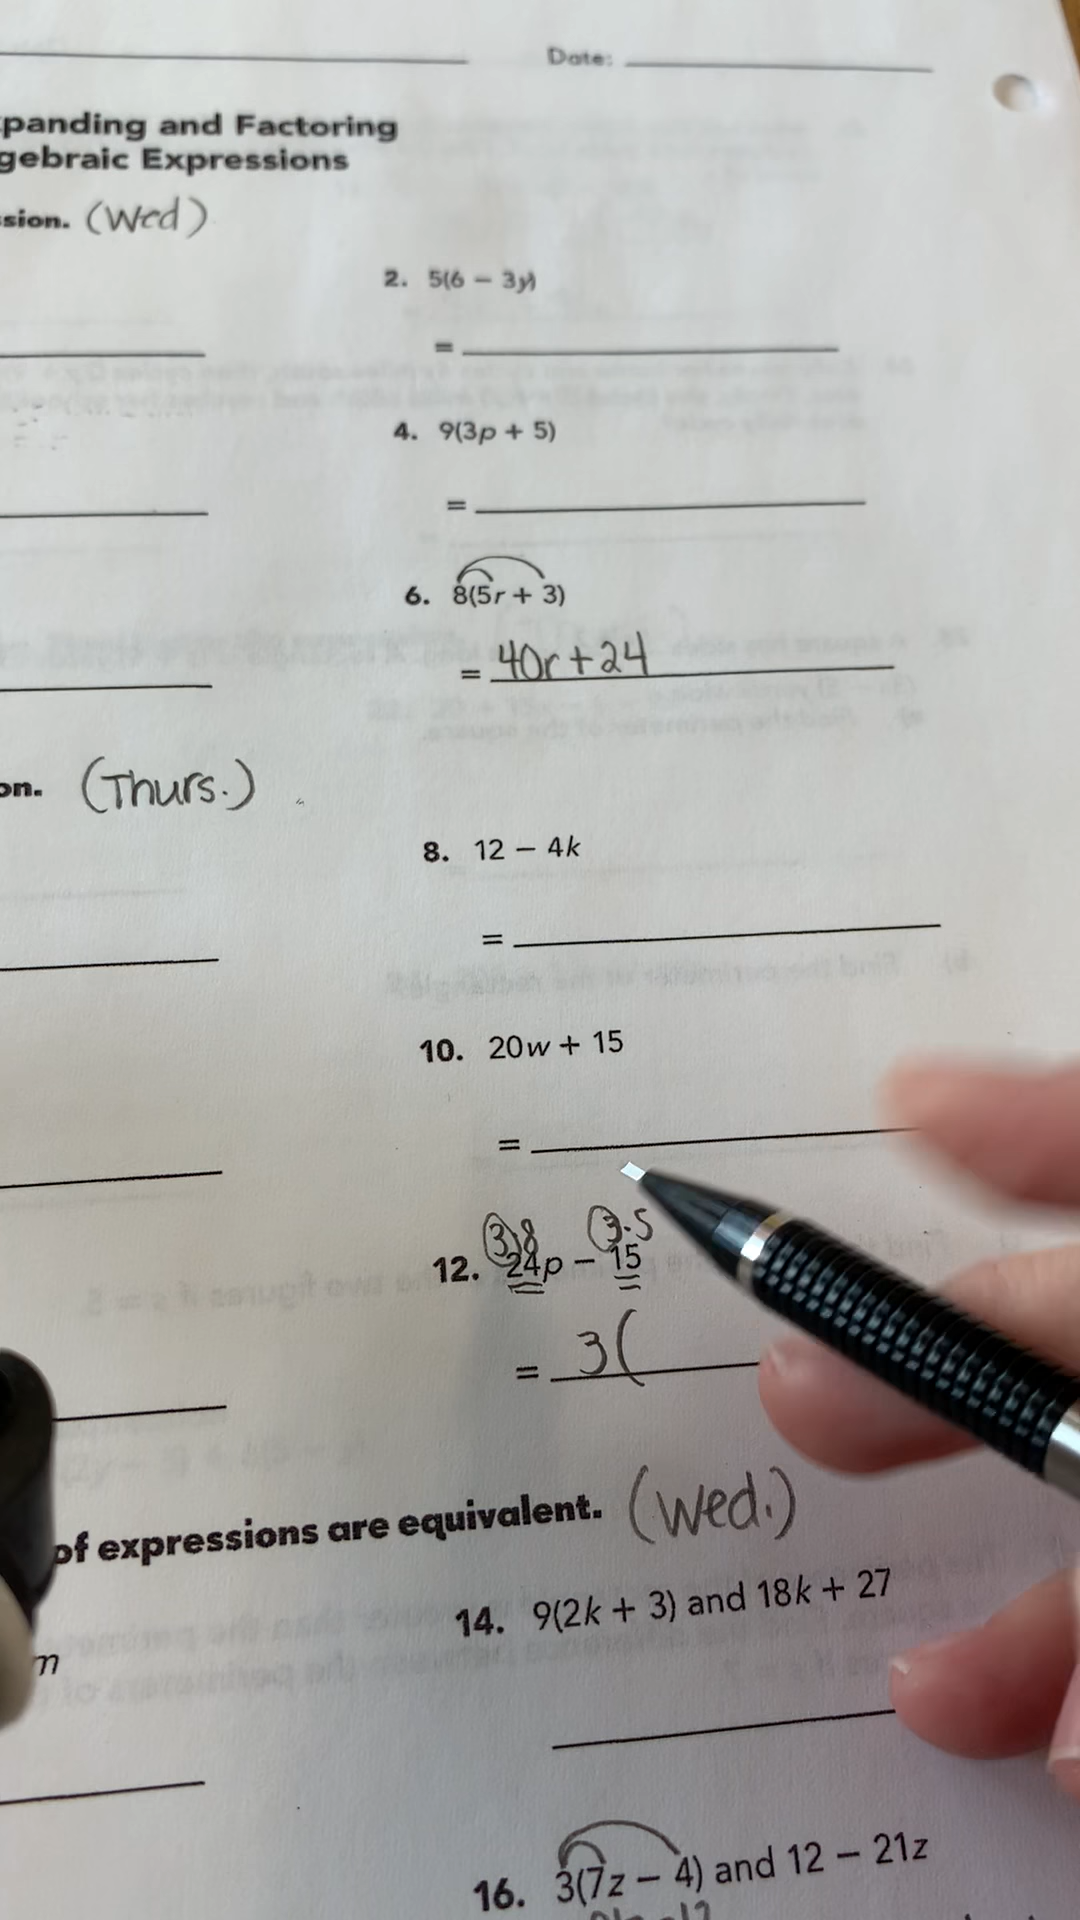 Date:
panding and Factoring
gebraic Expressions
sion. (Wed)
2. 5(6 – 3y)
=
4. 9(3p + 5)
=
6. 8(5r + 3)
= 40r + 24
on. (Thurs.)
8. 12 – 4k
=
10. 20w + 15
=
3·8 3·5
12. 24p – 15
= 3(
of expressions are equivalent. (Wed.)
14. 9(2k + 3) and 18k + 27
m
16. 3(7z – 4) and 12 – 21z